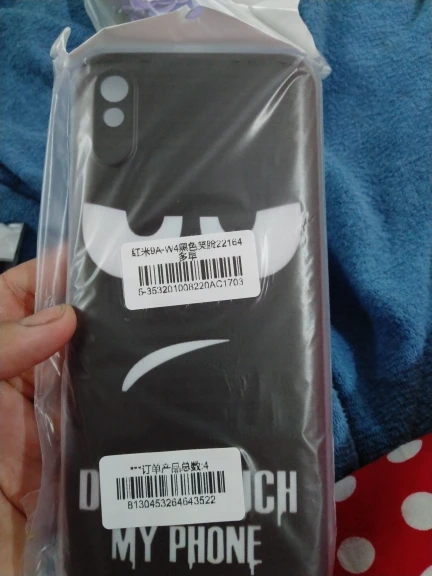 红米9A-W4黑色笑脸22164
多单
5-353201008220AC1703
***订单产品总数:4
8130453264643522
D UCH
MY PHONE